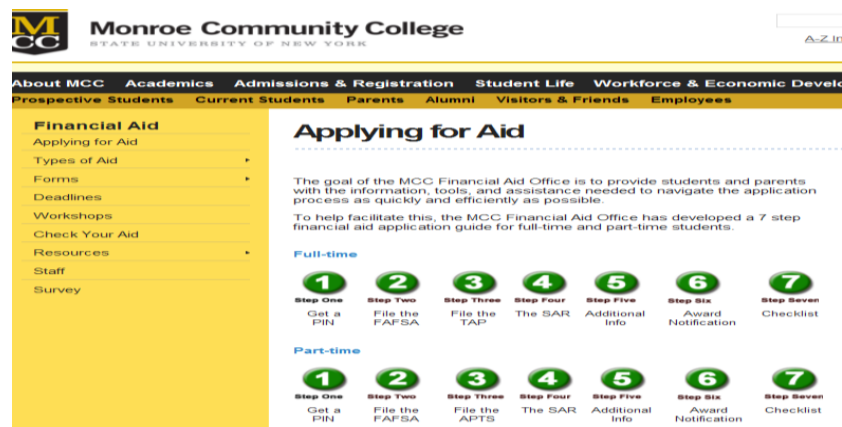 MCC
Monroe Community College
STATE UNIVERSITY OF NEW YORK
A-Z In
About MCC Academics Admissions & Registration Student Life Workforce & Economic Develo
Prospective Students Current Students Parents Alumni Visitors & Friends Employees
Financial Aid
Applying for Aid
Types of Aid
Forms
Deadlines
Workshops
Check Your Aid
Resources
Staff
Survey
Applying for Aid
The goal of the MCC Financial Aid Office is to provide students and parents
with the information, tools, and assistance needed to navigate the application
process as quickly and efficiently as possible.
To help facilitate this, the MCC Financial Aid Office has developed a 7 step
financial aid application guide for full-time and part-time students.
Full-time
1 2 3 4 5 6 7
Step One Step Two Step Three Step Four Step Five Step Six Step Seven
Get a File the File the The SAR Additional Award Checklist
PIN FAFSA TAP Info Notification
Part-time
1 2 3 4 5 6 7
Step One Step Two Step Three Step Four Step Five Step Six Step Seven
Get a File the File the The SAR Additional Award Checklist
PIN FAFSA APTS Info Notification